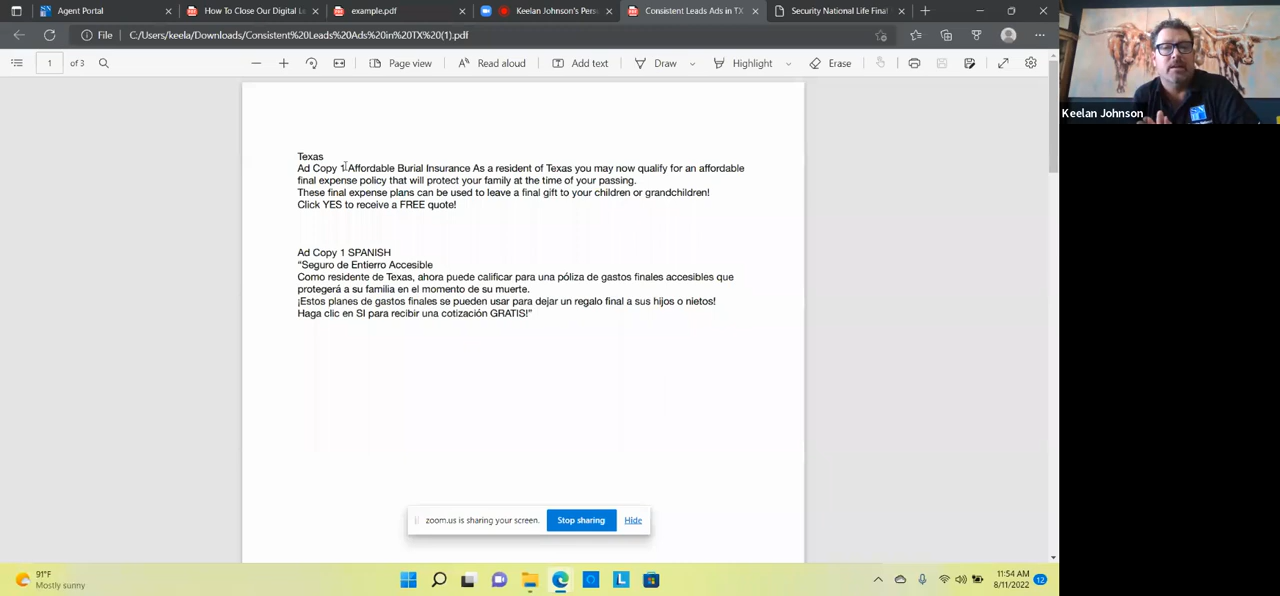 Agent Portal
How To Close Our Digital L
example.pdf
Keelan Johnson's Pers
Consistent Leads Ads in TX
Security National Life Final
File
C:/Users/keela/Downloads/Consistent%20Leads%20Ads%20in%20TX%20(1).pdf
1 of 3
Page view
Read aloud
Add text
Draw
Highlight
Erase
Keelan Johnson
Texas
Ad Copy 1 Affordable Burial Insurance As a resident of Texas you may now qualify for an affordable
final expense policy that will protect your family at the time of your passing.
These final expense plans can be used to leave a final gift to your children or grandchildren!
Click YES to receive a FREE quote!
Ad Copy 1 SPANISH
“Seguro de Entierro Accesible
Como residente de Texas, ahora puede calificar para una póliza de gastos finales accesibles que
protegerá a su familia en el momento de su muerte.
¡Estos planes de gastos finales se pueden usar para dejar un regalo final a sus hijos o nietos!
Haga clic en SI para recibir una cotización GRATIS!”
zoom.us is sharing your screen.
Stop sharing
Hide
91°F
Mostly sunny
11:54 AM
8/11/2022
12